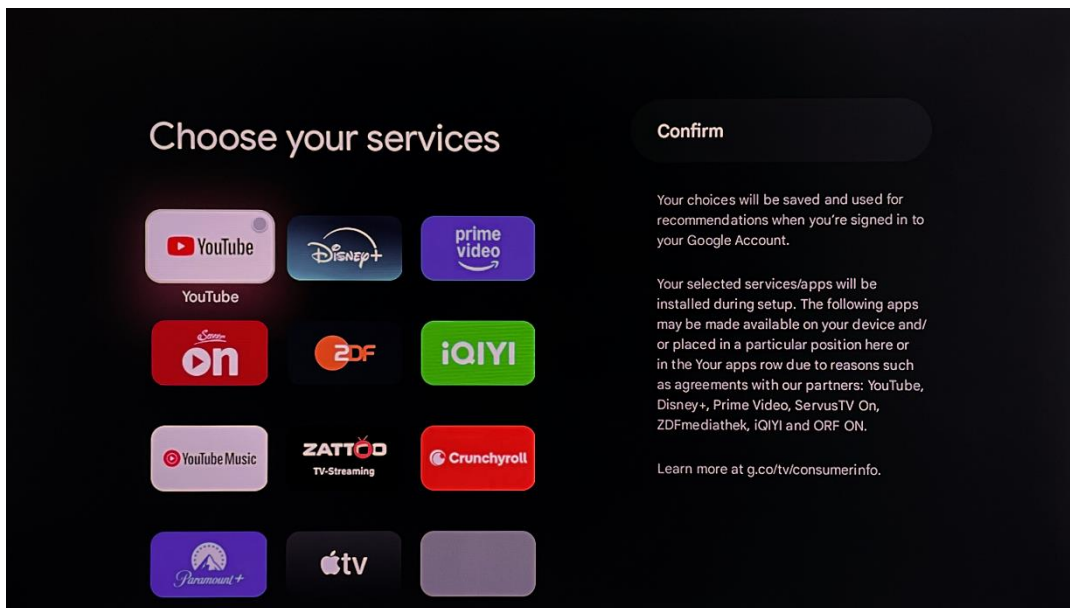 Choose your services
Confirm
Your choices will be saved and used for
recommendations when you're signed in to
your Google Account.
Your selected services/apps will be
installed during setup. The following apps
may be made available on your device and/
or placed in a particular position here or
in the Your apps row due to reasons such
as agreements with our partners: YouTube,
Disney+, Prime Video, ServusTV On,
ZDFmediathek, iQIYI and ORF ON.
Learn more at g.co/tv/consumerinfo.
YouTube
Disney+
prime
video
YouTube
Servus
on
ZDF
iQIYI
YouTube Music
ZATTOO
TV-Streaming
Crunchyroll
Paramount+
tv